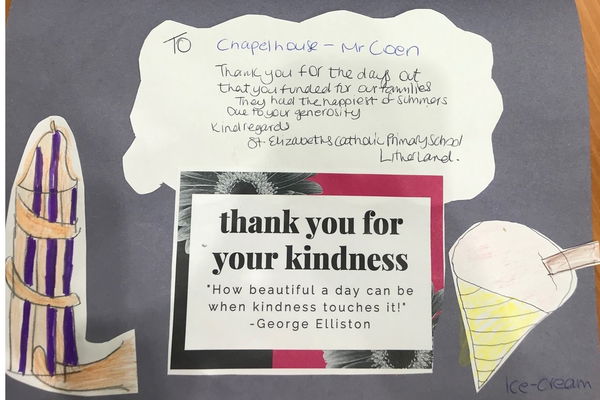 To Chapelhouse - Mr Coen
Thank you for the days out
that you funded for our families
They had the happiest of summers
Due to your generosity
Kind regards
St. Elizabeth's Catholic Primary School
Litherland.
thank you for
your kindness
"How beautiful a day can be
when kindness touches it!"
-George Elliston
Ice-cream